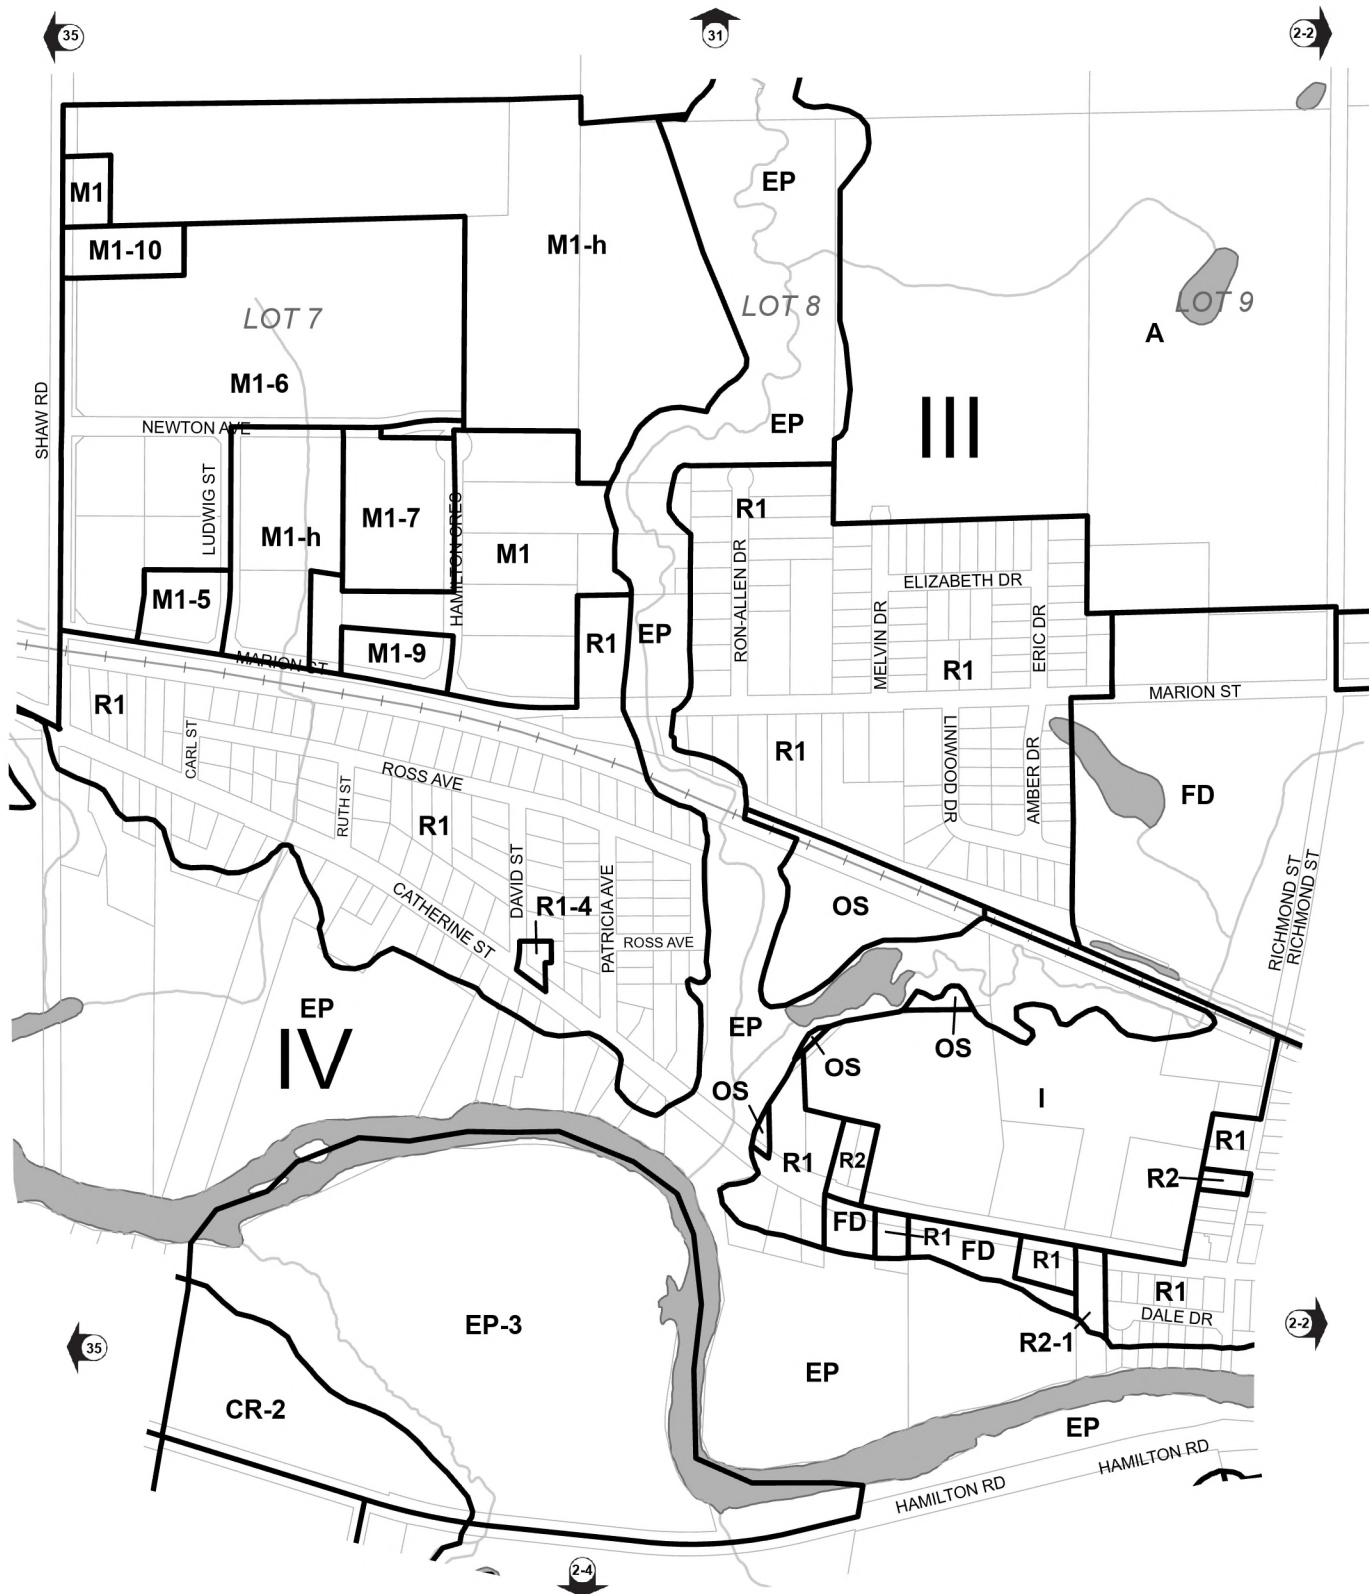 35
31
2-2
M1
EP
M1-10
M1-h
LOT 7
LOT 8
LOT 9
A
M1-6
SHAW RD
NEWTON AVE
EP
III
LUDWIG ST
M1-h
M1-7
HAMILTON CRES
M1
R1
RON-ALLEN DR
ELIZABETH DR
MELVIN DR
ERIC DR
M1-5
R1
EP
M1-9
MARION ST
R1
MARION ST
R1
CARL ST
RUTH ST
ROSS AVE
R1
LINWOOD DR
AMBER DR
FD
R1
DAVID ST
PATRICIA AVE
R1-4
CATHERINE ST
ROSS AVE
OS
RICHMOND ST
RICHMOND ST
EP
IV
EP
OS
OS
OS
I
R1
R2
R1
R2
FD
R1
FD
R1
R1
DALE DR
R2-1
EP-3
35
2-2
EP
CR-2
EP
HAMILTON RD
HAMILTON RD
2-4